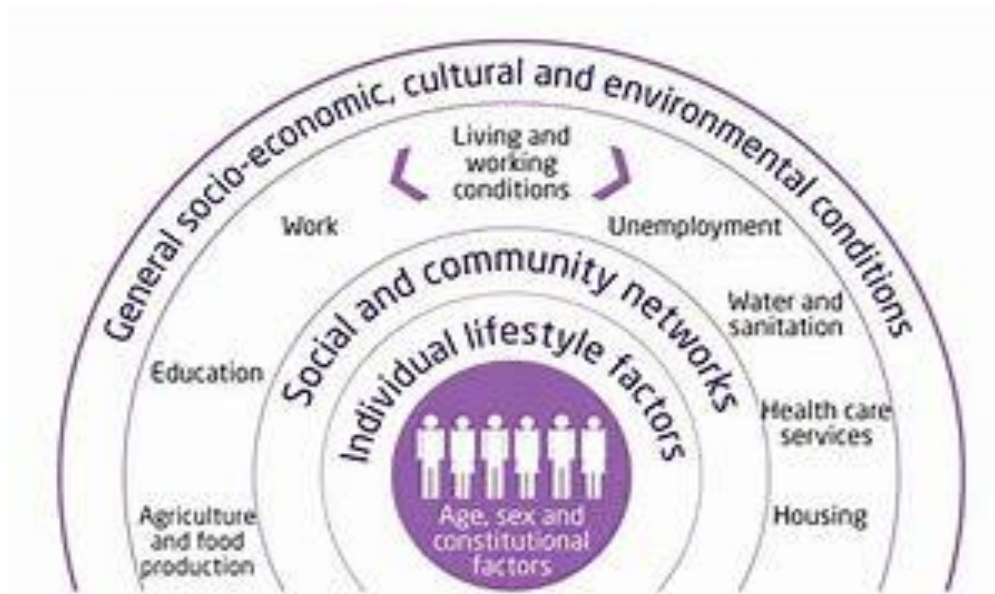 General socio-economic, cultural and environmental conditions
Living and
working
conditions
Work
Unemployment
Water and
sanitation
Education
Health care
services
Agriculture
and food
production
Housing
Social and community networks
Individual lifestyle factors
Age, sex and
constitutional
factors